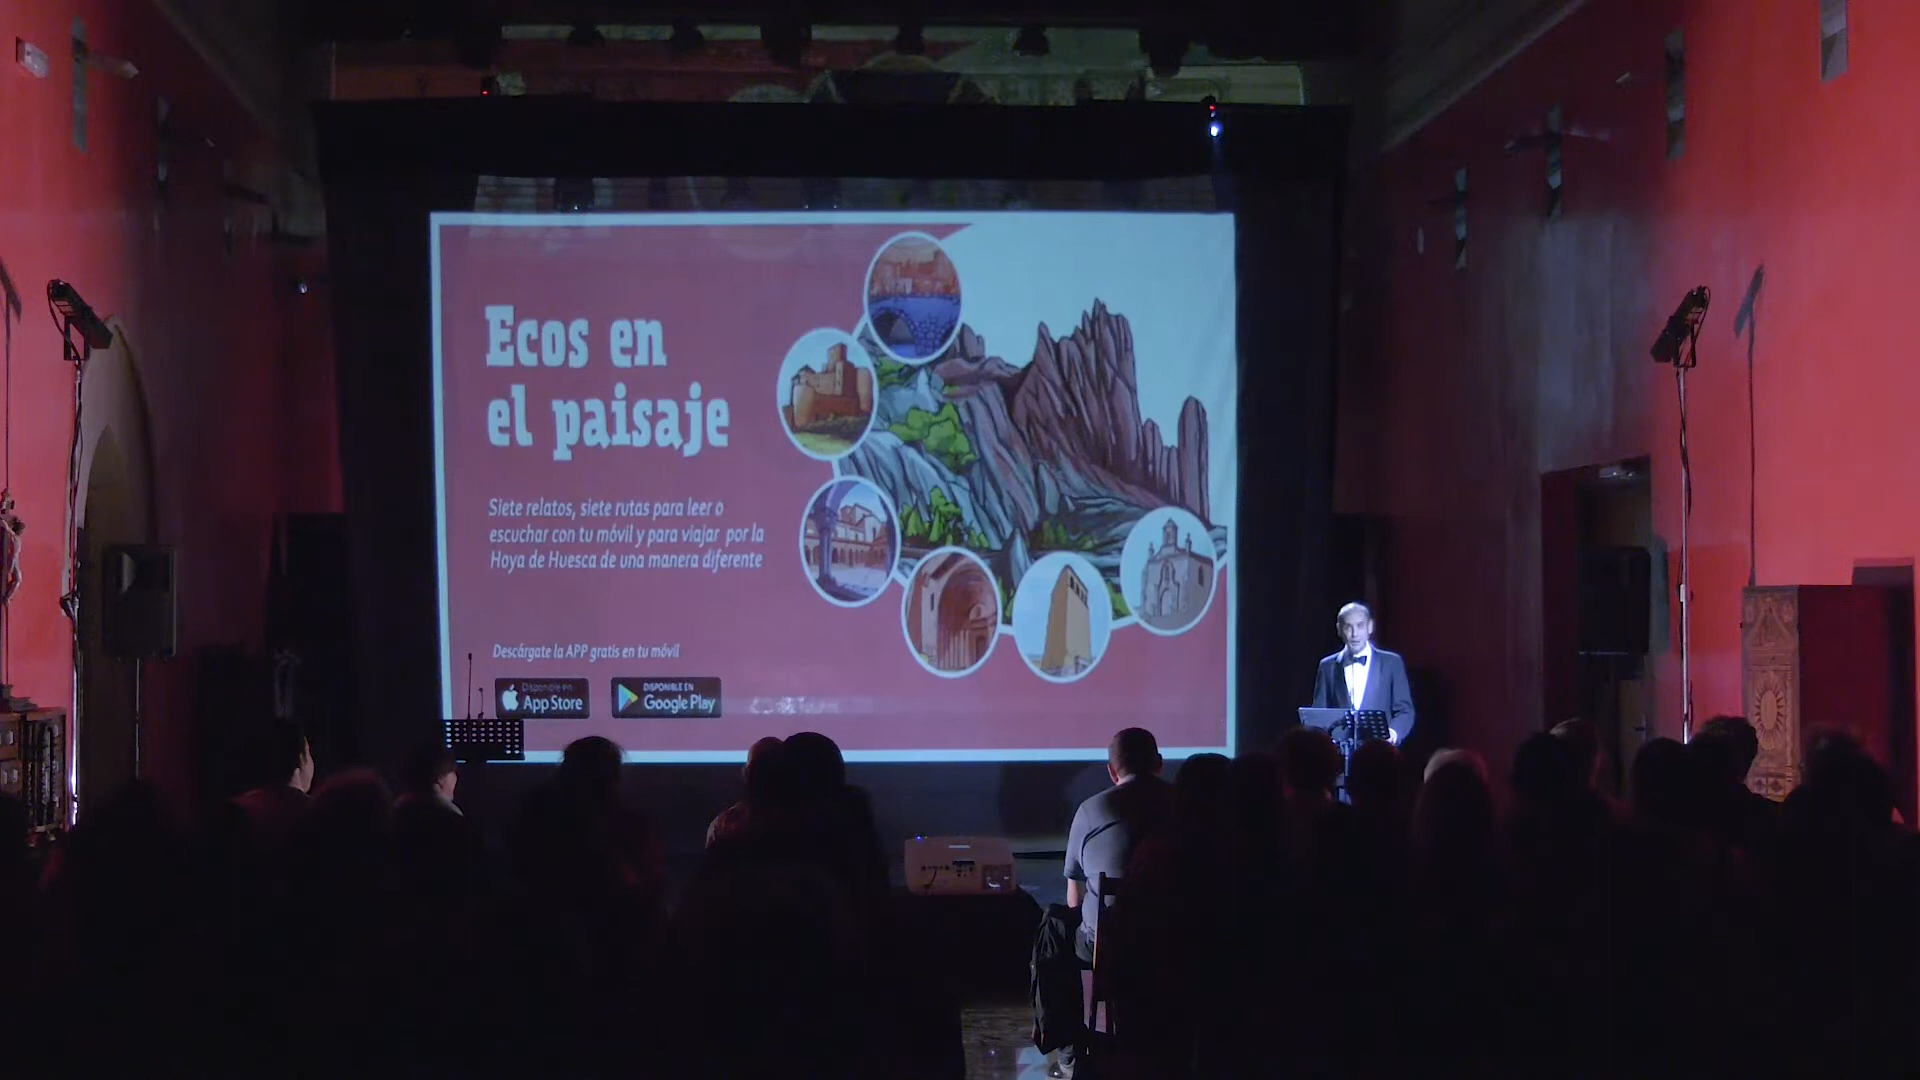 Ecos en
el paisaje
Siete relatos, siete rutas para leer o
escuchar con tu móvil y para viajar por la
Hoya de Huesca de una manera diferente
Descárgate la APP gratis en tu móvil
Disponible en
App Store
DISPONIBLE EN
Google Play